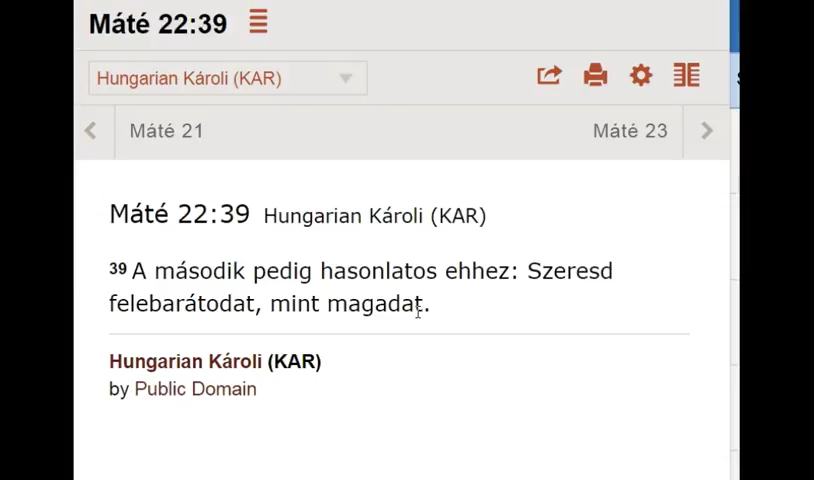 Máté 22:39
Hungarian Károli (KAR)
Máté 21
Máté 23
Máté 22:39 Hungarian Károli (KAR)
39 A második pedig hasonlatos ehhez: Szeresd
felebarátodat, mint magadat.
Hungarian Károli (KAR)
by Public Domain